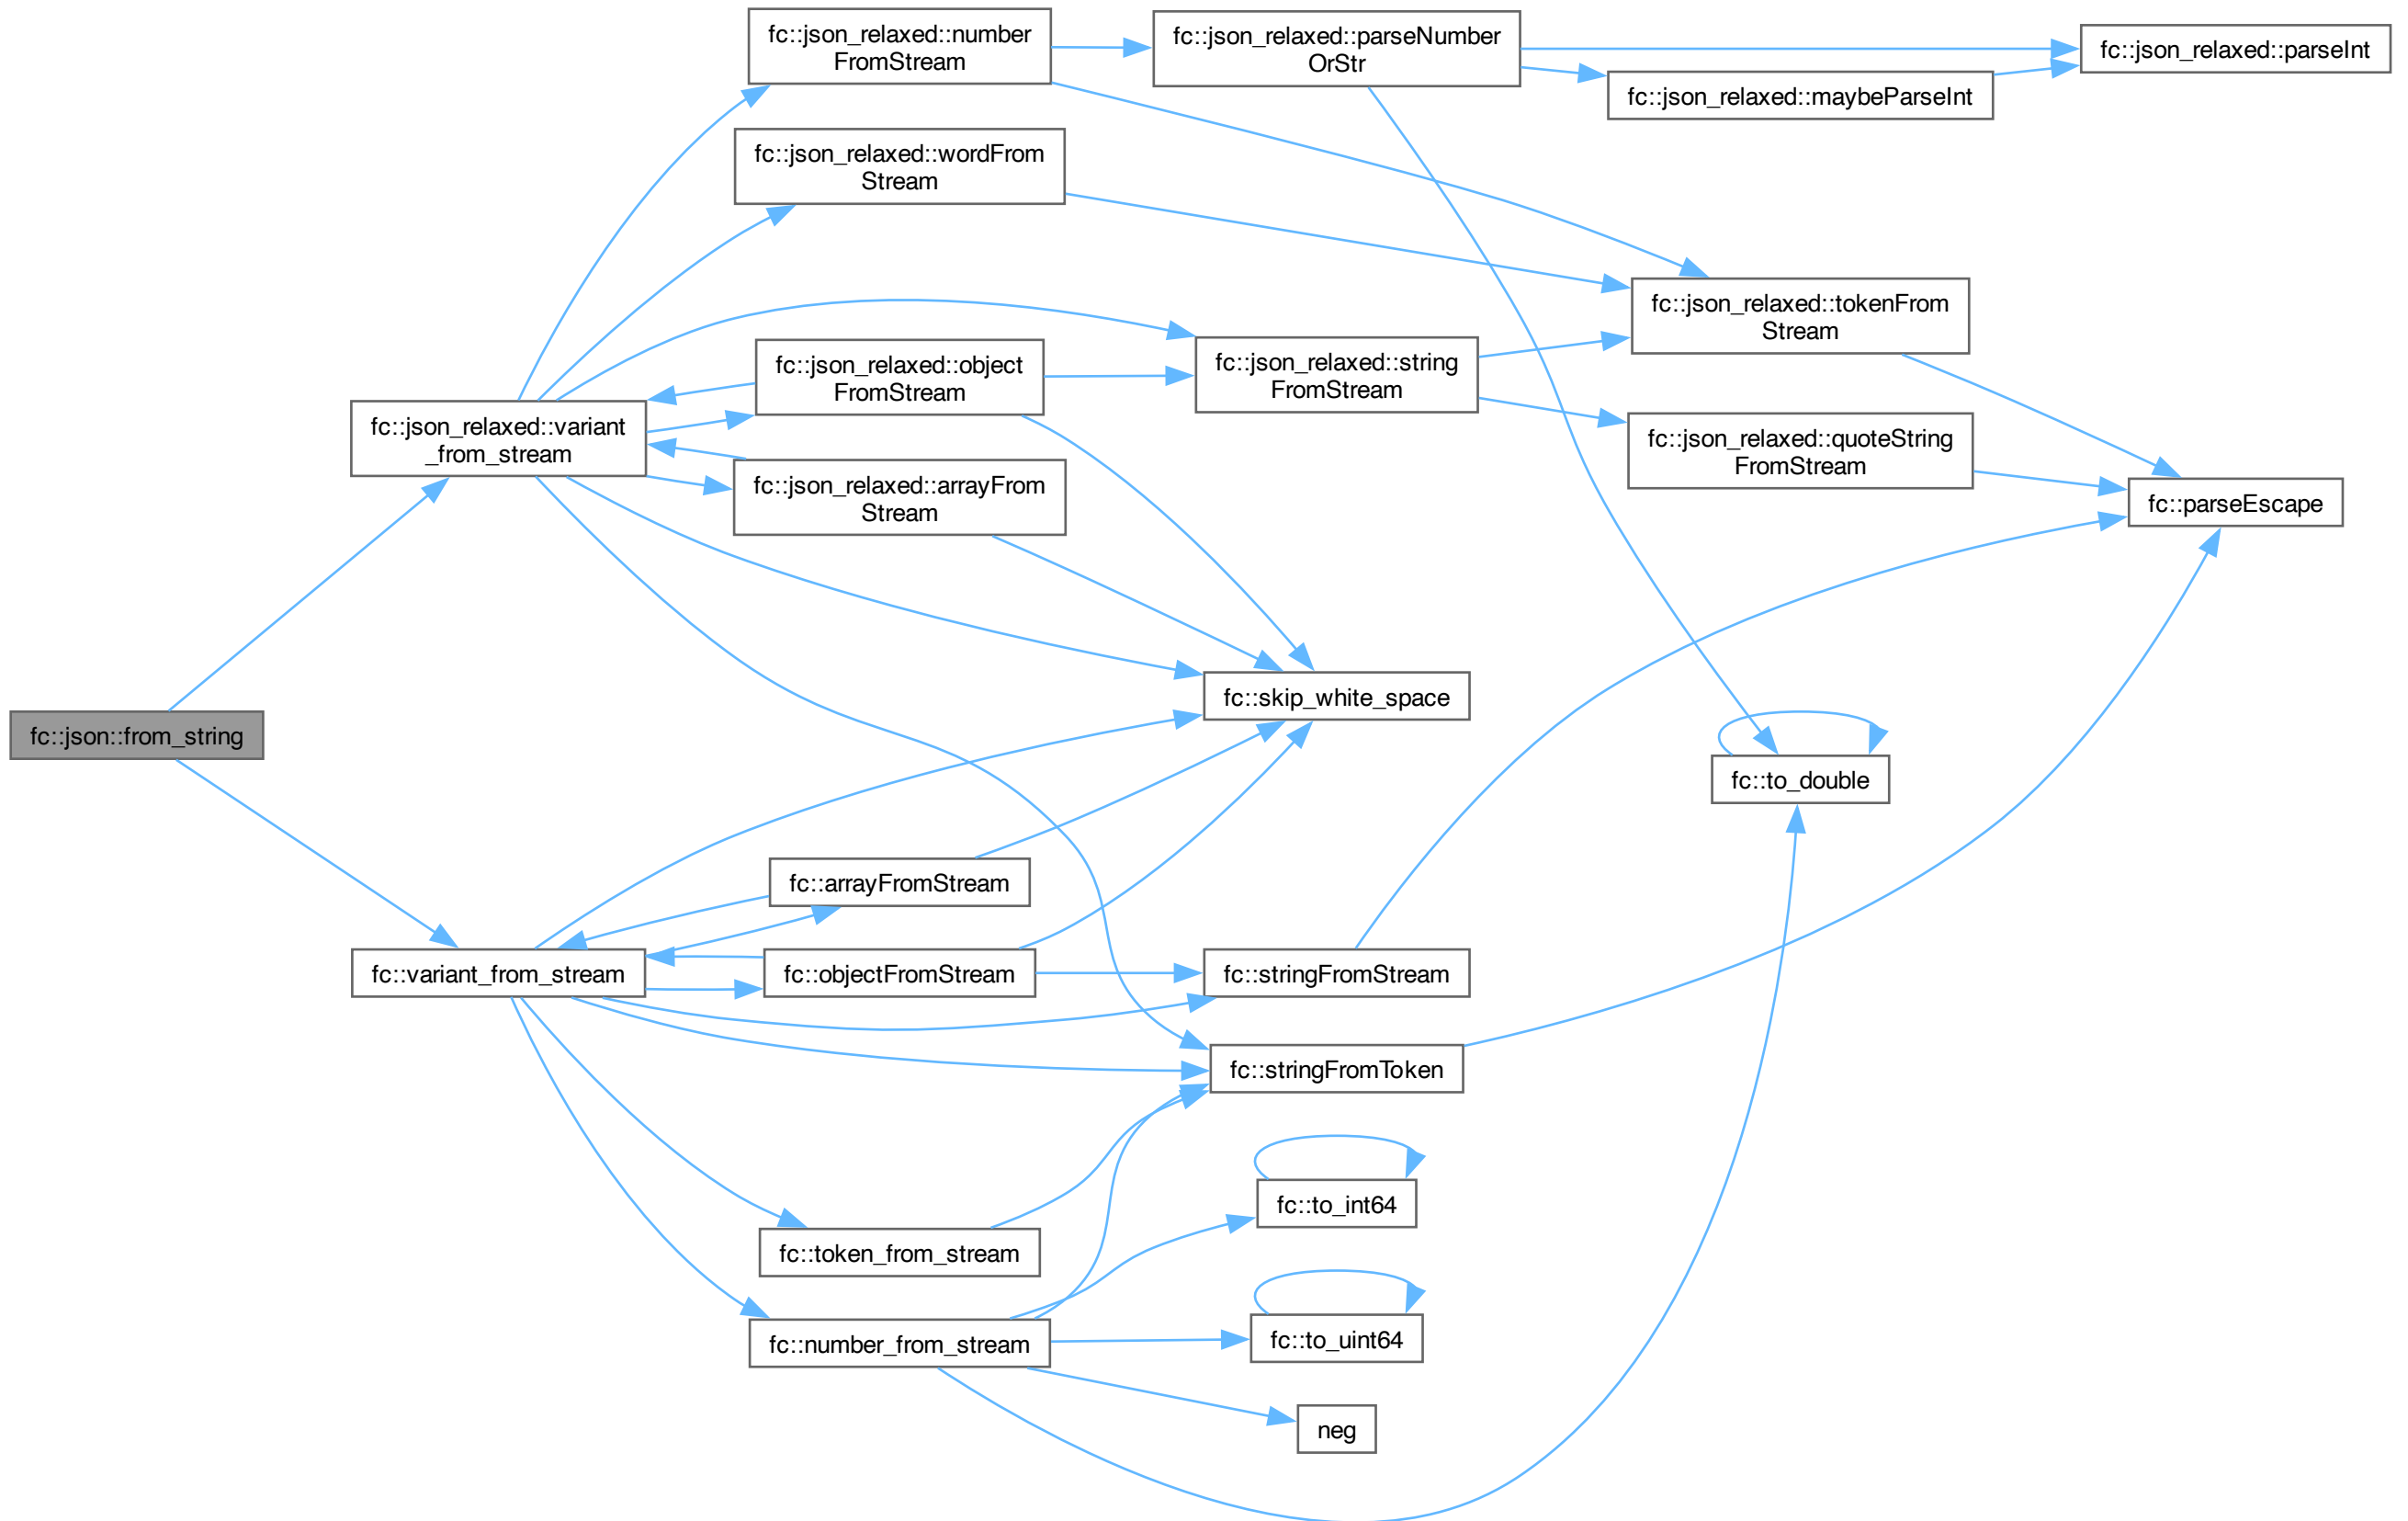 fc::json_relaxed::number
FromStream
fc::json_relaxed::parseNumber
OrStr
fc::json_relaxed::parseInt
fc::json_relaxed::maybeParseInt
fc::json_relaxed::wordFrom
Stream
fc::json_relaxed::tokenFrom
Stream
fc::json_relaxed::object
FromStream
fc::json_relaxed::string
FromStream
fc::json_relaxed::variant
_from_stream
fc::json_relaxed::quoteString
FromStream
fc::json_relaxed::arrayFrom
Stream
fc::parseEscape
fc::skip_white_space
fc::json::from_string
fc::to_double
fc::arrayFromStream
fc::variant_from_stream
fc::objectFromStream
fc::stringFromStream
fc::stringFromToken
fc::to_int64
fc::token_from_stream
fc::number_from_stream
fc::to_uint64
neg